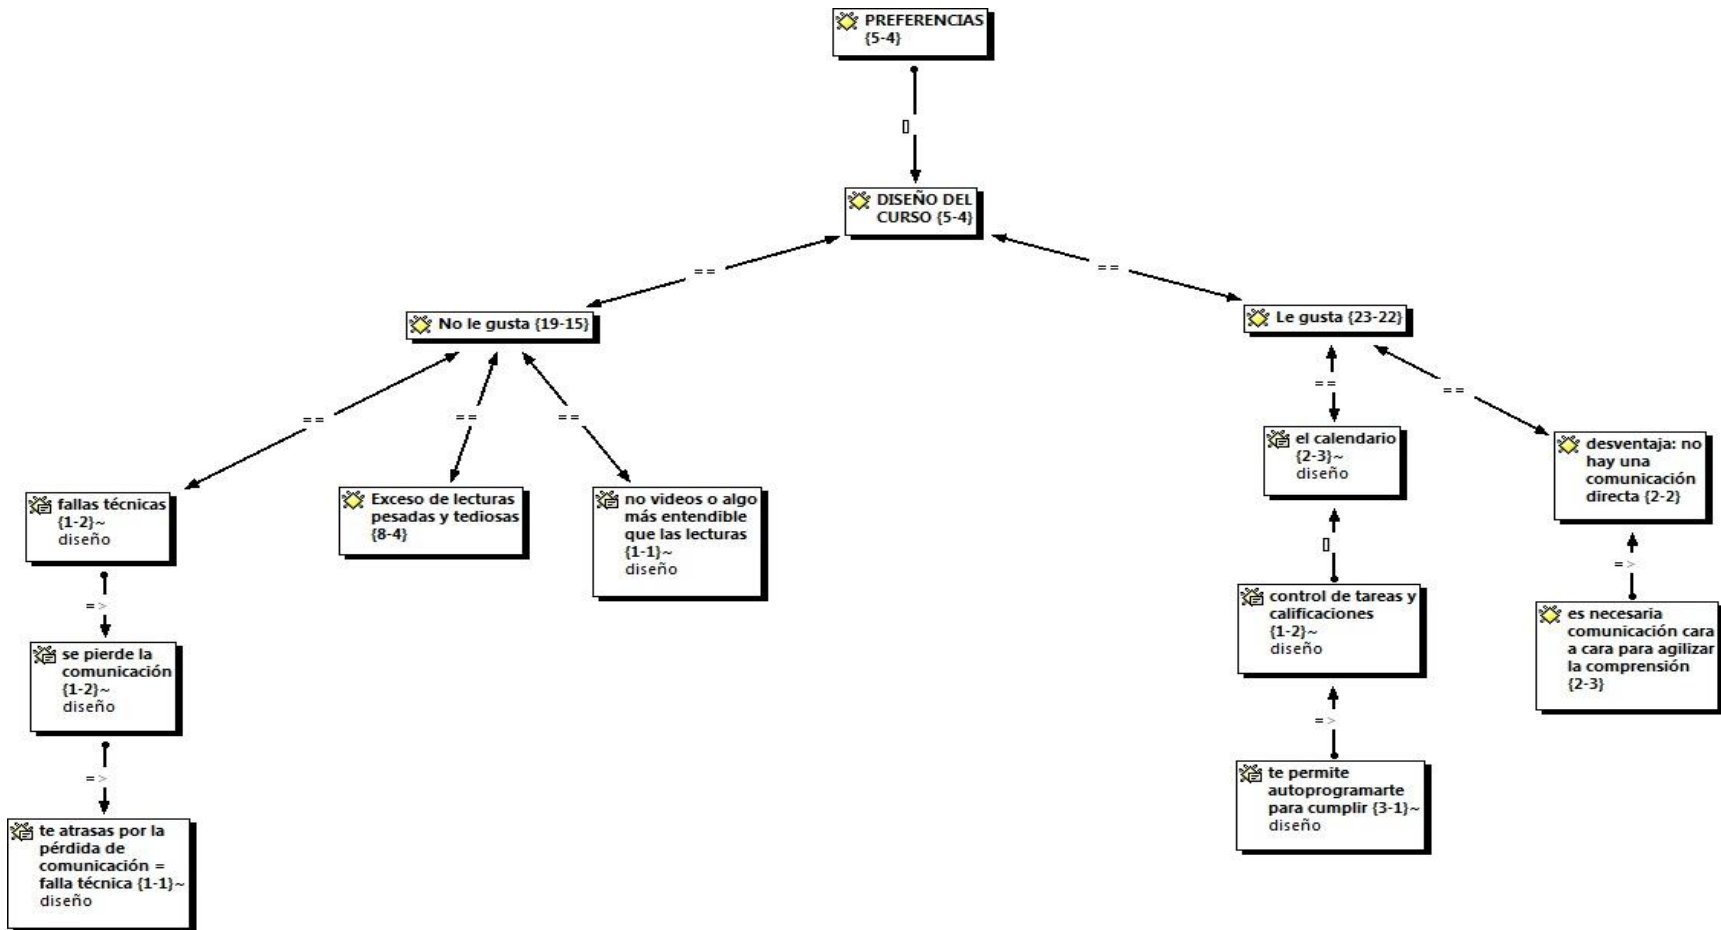 PREFERENCIAS
{5-4}
[]
DISEÑO DEL
CURSO {5-4}
==
==
No le gusta {19-15}
Le gusta {23-22}
==
==
==
==
==
fallas técnicas
{1-2}~
diseño
Exceso de lecturas
pesadas y tediosas
{8-4}
no videos o algo
más entendible
que las lecturas
{1-1}~
diseño
el calendario
{2-3}~
diseño
desventaja: no
hay una
comunicación
directa {2-2}
=>
[]
=>
se pierde la
comunicación
{1-2}~
diseño
control de tareas y
calificaciones
{1-2}~
diseño
es necesaria
comunicación cara
a cara para agilizar
la comprensión
{2-3}
=>
=>
te atrasas por la
pérdida de
comunicación =
falla técnica {1-1}~
diseño
te permite
autoprogramarte
para cumplir {3-1}~
diseño